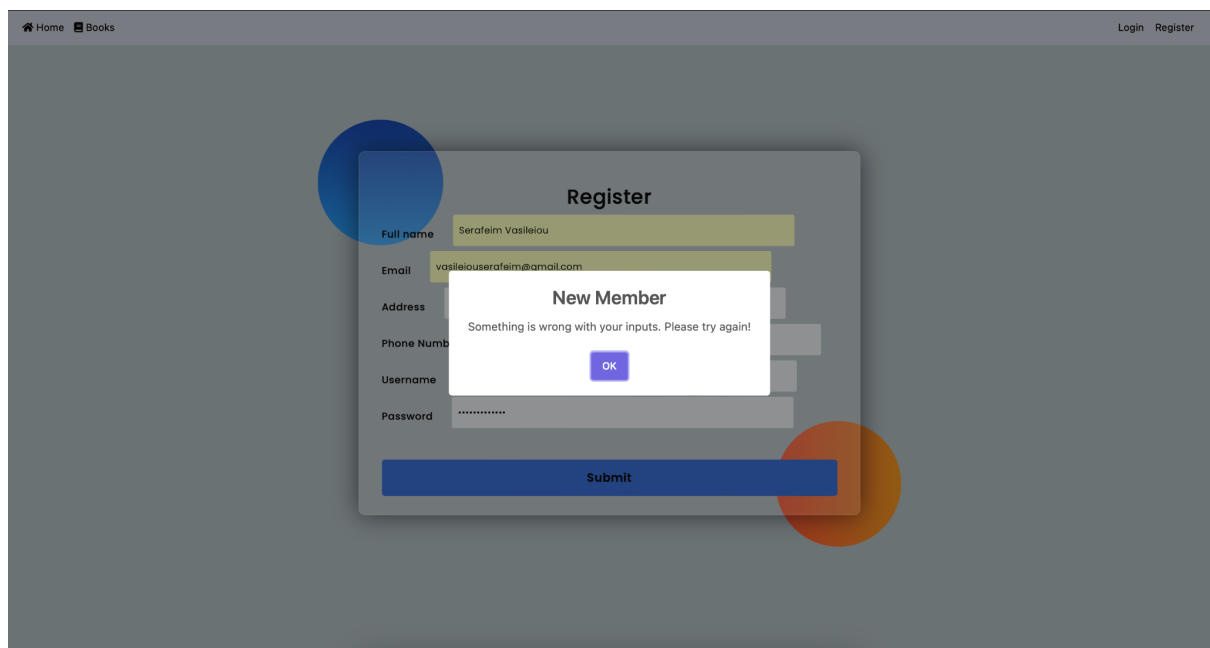 Home Books Login Register
Register
Full name Serafeim Vasileiou
Email vasileiouserafeim@gmail.com
New Member
Address
Something is wrong with your inputs. Please try again!
Phone Numb
OK
Username
Password •••••••••••••
Submit